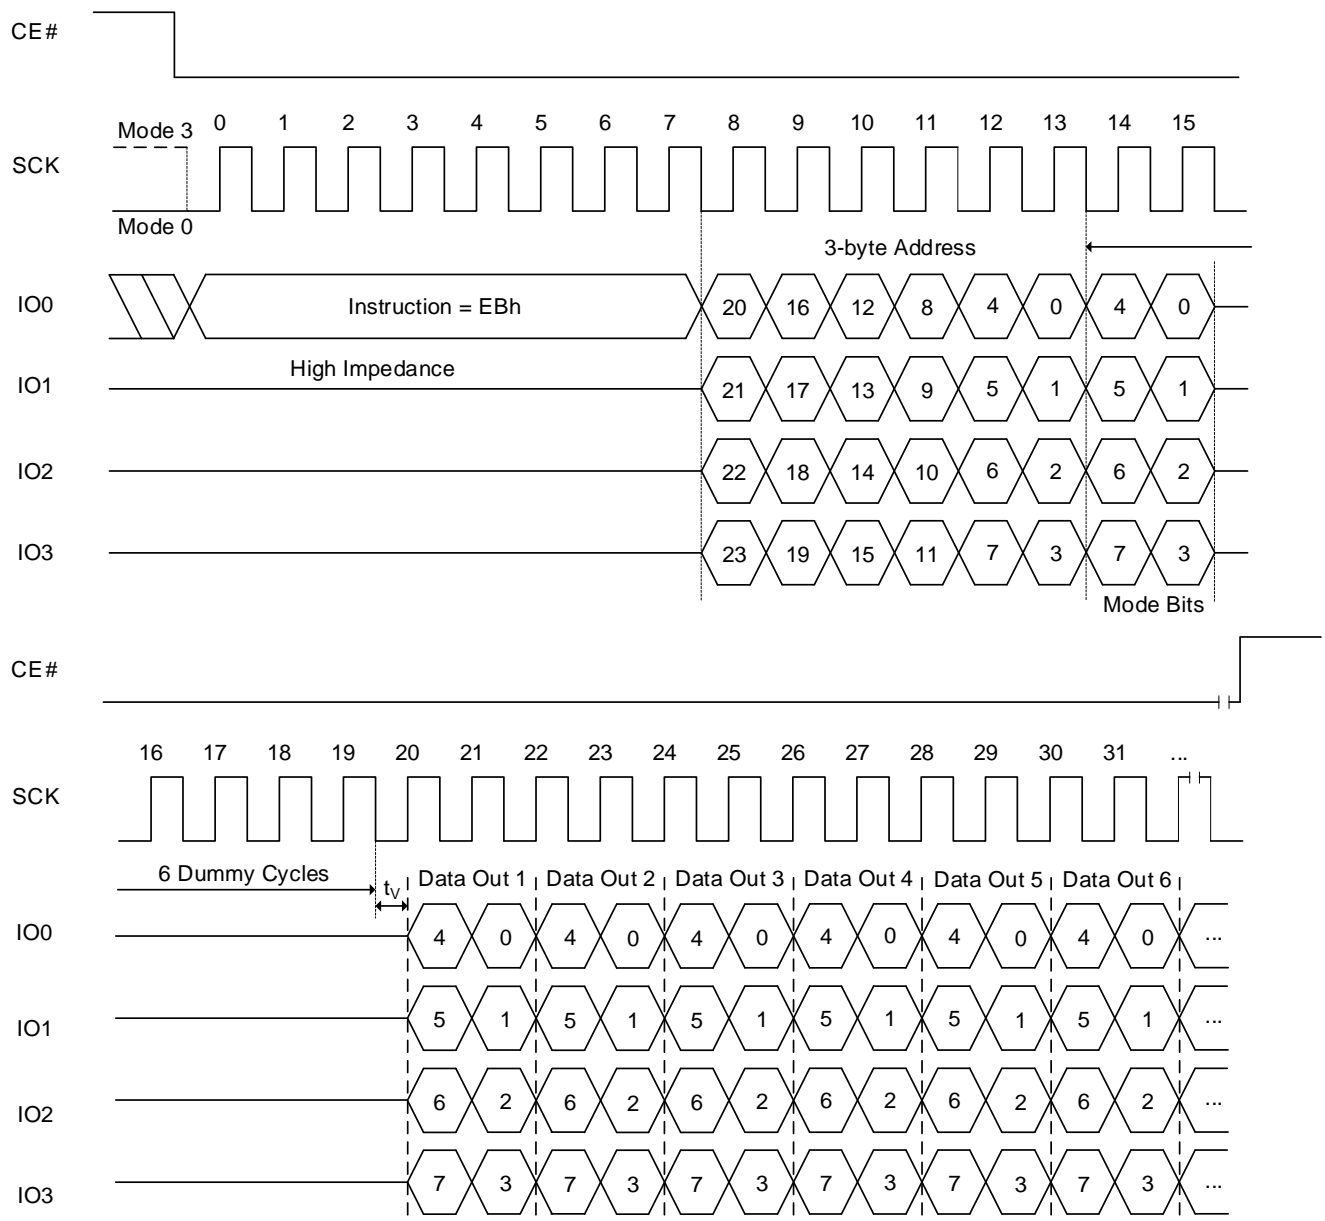 CE#
Mode 3 0 1 2 3 4 5 6 7 8 9 10 11 12 13 14 15
SCK
Mode 0
3-byte Address
IO0 Instruction = EBh 20 16 12 8 4 0 4 0
High Impedance
IO1 21 17 13 9 5 1 5 1
IO2 22 18 14 10 6 2 6 2
IO3 23 19 15 11 7 3 7 3
Mode Bits
CE#
16 17 18 19 20 21 22 23 24 25 26 27 28 29 30 31 ...
SCK
6 Dummy Cycles tV Data Out 1 Data Out 2 Data Out 3 Data Out 4 Data Out 5 Data Out 6
IO0 4 0 4 0 4 0 4 0 4 0 4 0 ...
IO1 5 1 5 1 5 1 5 1 5 1 5 1 ...
IO2 6 2 6 2 6 2 6 2 6 2 6 2 ...
IO3 7 3 7 3 7 3 7 3 7 3 7 3 ...